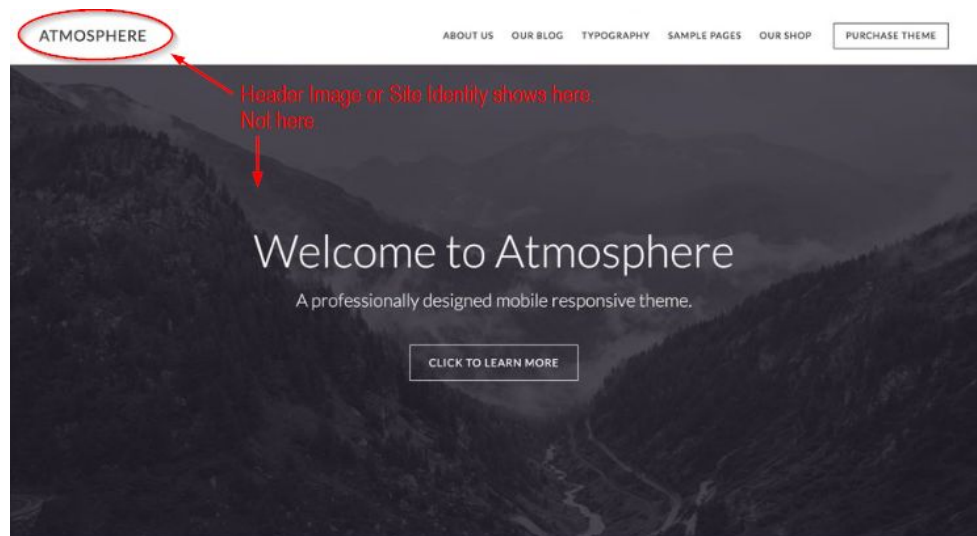 ATMOSPHERE
ABOUT US OUR BLOG TYPOGRAPHY SAMPLE PAGES OUR SHOP PURCHASE THEME
Header Image or Site Identity shows here.
Not here
Welcome to Atmosphere
A professionally designed mobile responsive theme.
CLICK TO LEARN MORE